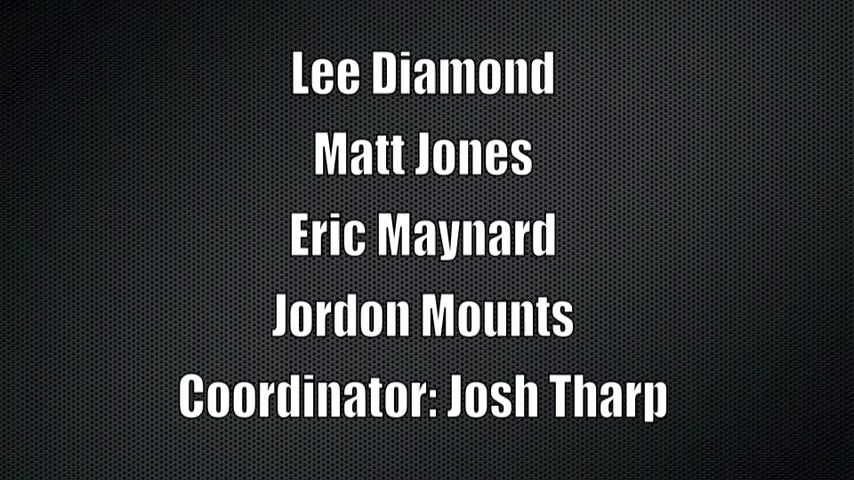 Lee Diamond
Matt Jones
Eric Maynard
Jordon Mounts
Coordinator: Josh Tharp